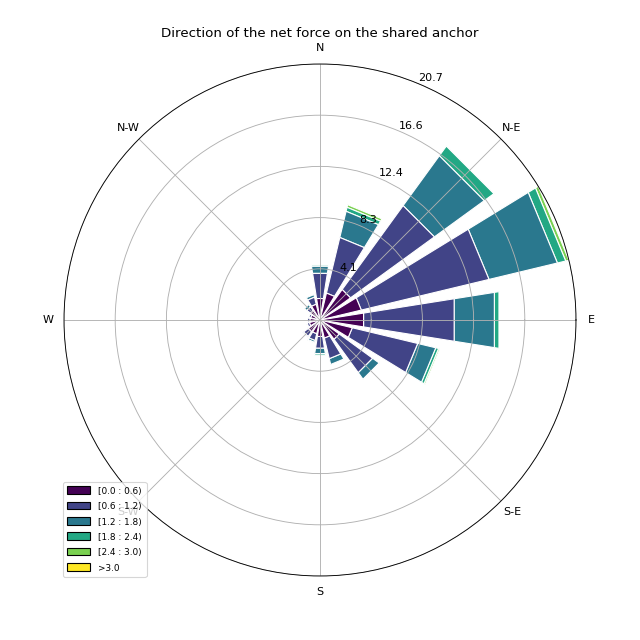 Direction of the net force on the shared anchor
N
20.7
N-W
16.6
N-E
12.4
8.3
4.1
W
E
[0.0 : 0.6)
[0.6 : 1.2)
[1.2 : 1.8)
[1.8 : 2.4)
[2.4 : 3.0)
>3.0
S-W
S-E
S